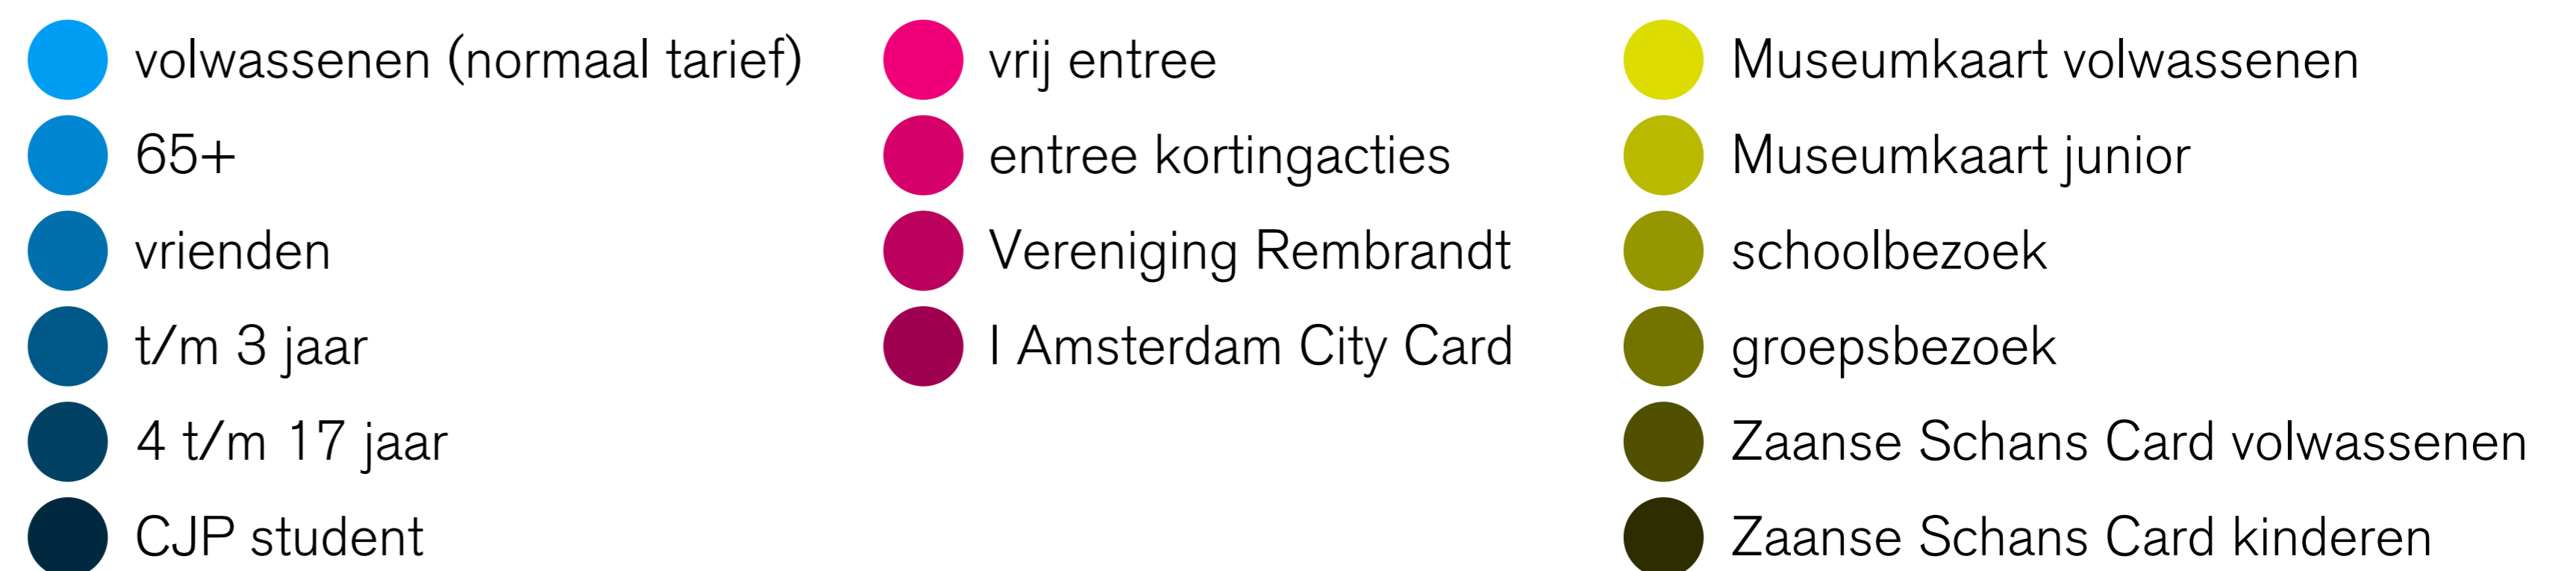 volwassenen (normaal tarief)
65+
vrienden
t/m 3 jaar
4 t/m 17 jaar
CJP student
vrij entree
entree kortingacties
Vereniging Rembrandt
I Amsterdam City Card
Museumkaart volwassenen
Museumkaart junior
schoolbezoek
groepsbezoek
Zaanse Schans Card volwassenen
Zaanse Schans Card kinderen